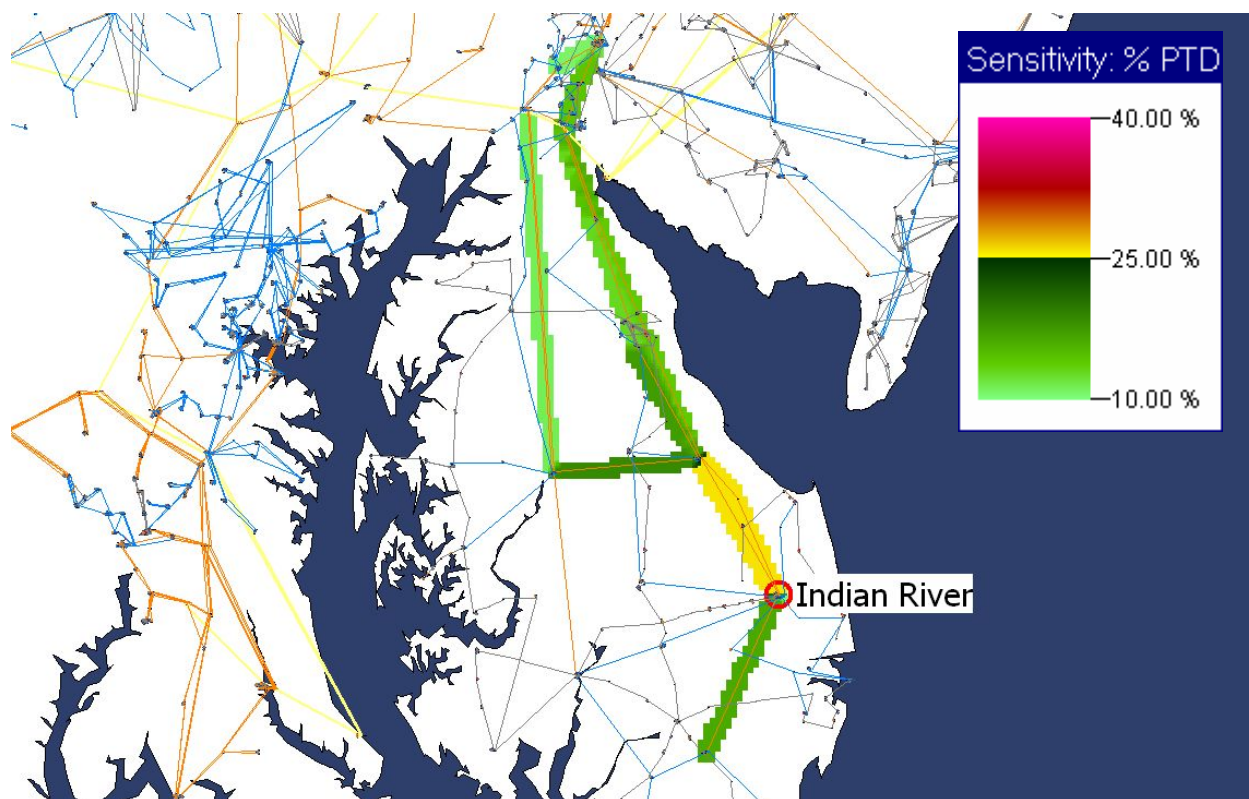 Sensitivity: % PTD
40.00 %
25.00 %
10.00 %
Indian River